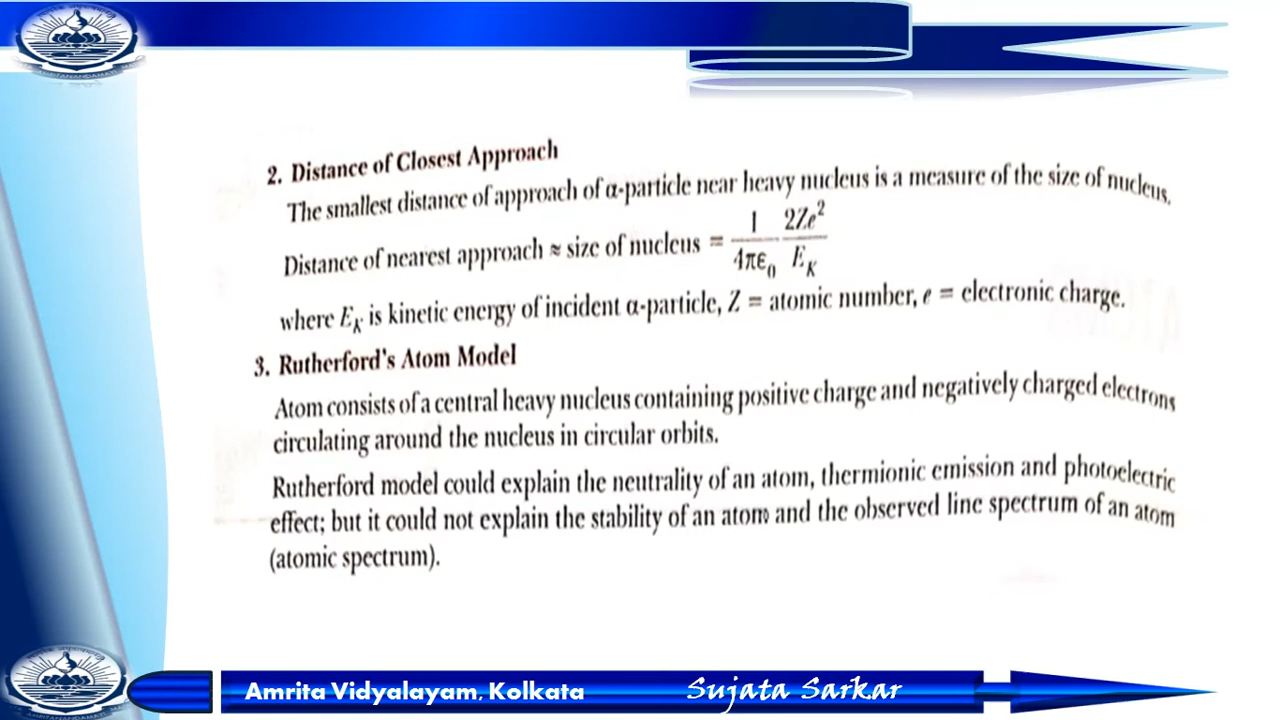 2. Distance of Closest Approach
The smallest distance of approach of α-particle near heavy nucleus is a measure of the size of nucleus.
Distance of nearest approach ≈ size of nucleus = 1/4πε₀ 2Ze²/E_K
where E_K is kinetic energy of incident α-particle, Z = atomic number, e = electronic charge.
3. Rutherford's Atom Model
Atom consists of a central heavy nucleus containing positive charge and negatively charged electrons
circulating around the nucleus in circular orbits.
Rutherford model could explain the neutrality of an atom, thermionic emission and photoelectric
effect; but it could not explain the stability of an atom and the observed line spectrum of an atom
(atomic spectrum).
Amrita Vidyalayam, Kolkata Sujata Sarkar